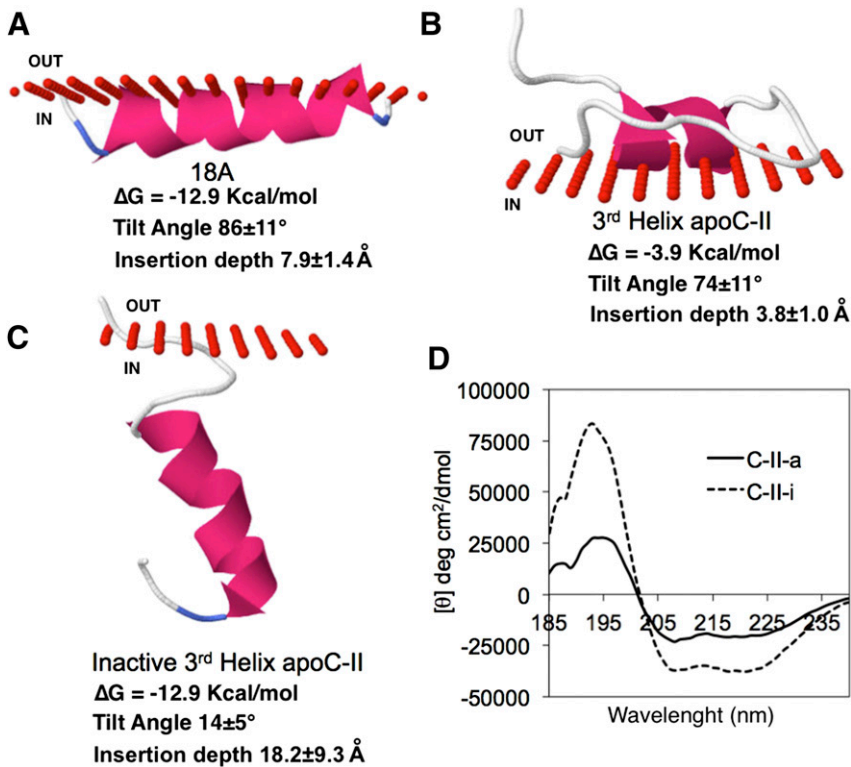 A
OUT
IN
18A
ΔG = -12.9 Kcal/mol
Tilt Angle 86±11°
Insertion depth 7.9±1.4 Å
B
OUT
IN
3rd Helix apoC-II
ΔG = -3.9 Kcal/mol
Tilt Angle 74±11°
Insertion depth 3.8±1.0 Å
C
OUT
IN
Inactive 3rd Helix apoC-II
ΔG = -12.9 Kcal/mol
Tilt Angle 14±5°
Insertion depth 18.2±9.3 Å
D
[θ] deg cm²/dmol
100000
75000
50000
25000
0
-25000
-50000
185 195 205 215 225 235
C-II-a
C-II-i
Wavelenght (nm)